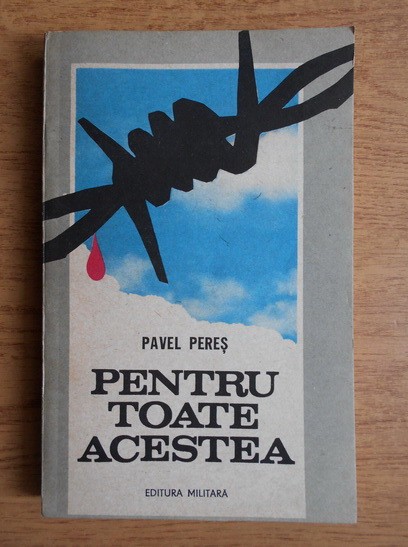 PAVEL PEREȘ
PENTRU
TOATE
ACESTEA
EDITURA MILITARĂ